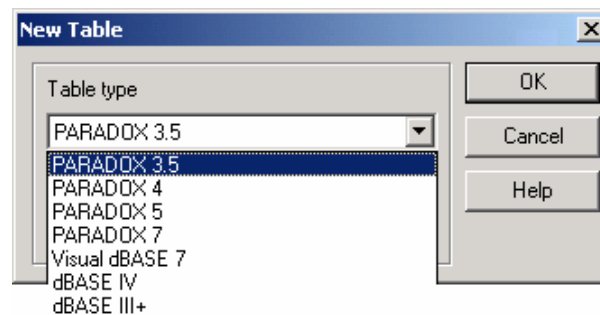 New Table
Table type
OK
PARADOX 3.5
Cancel
PARADOX 3.5
PARADOX 4
Help
PARADOX 5
PARADOX 7
Visual dBASE 7
dBASE IV
dBASE III+